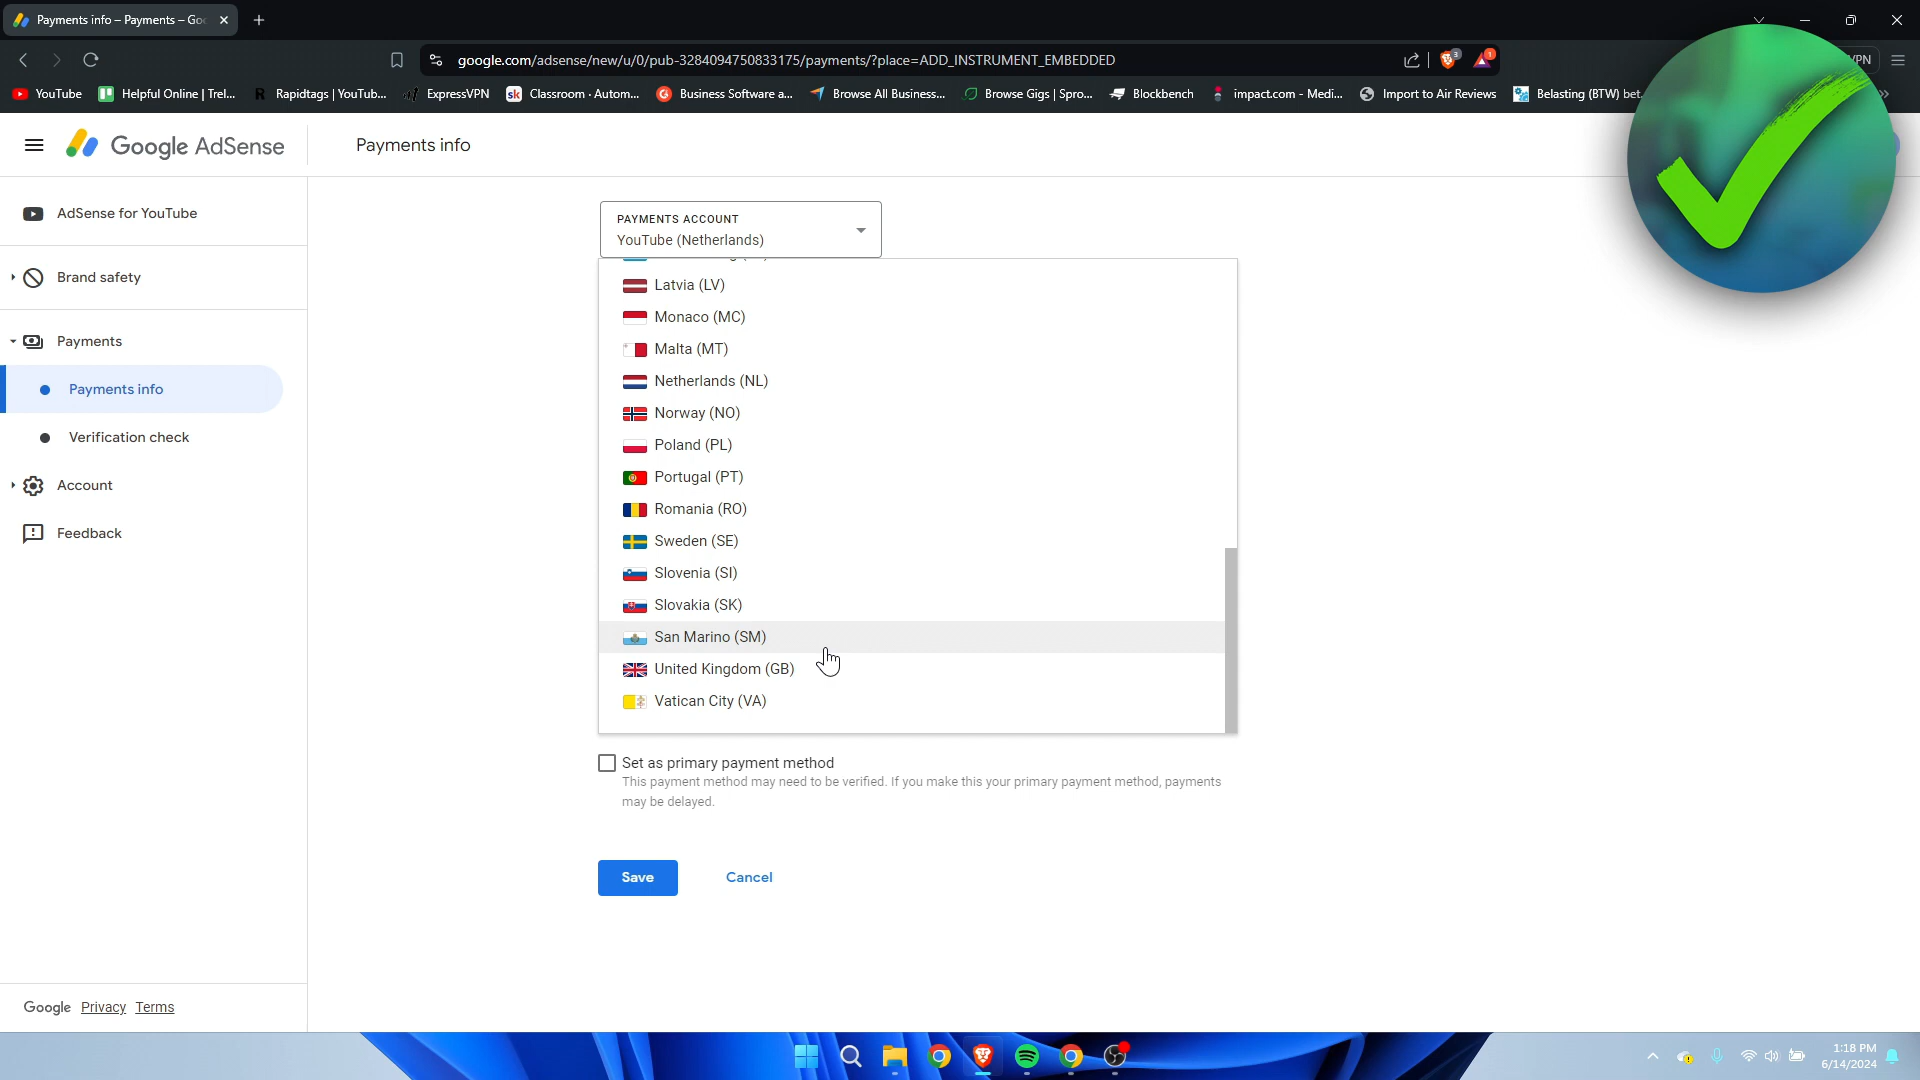 Payments info – Payments – Goo
google.com/adsense/new/u/0/pub-3284094750833175/payments/?place=ADD_INSTRUMENT_EMBEDDED
3
1
VPN
YouTube
Helpful Online | Trel...
Rapidtags | YouTub...
ExpressVPN
Classroom · Autom...
Business Software a...
Browse All Business...
Browse Gigs | Spro...
Blockbench
impact.com - Medi...
Import to Air Reviews
Belasting (BTW) bet.
Google AdSense
Payments info
AdSense for YouTube
Brand safety
Payments
Payments info
Verification check
Account
Feedback
PAYMENTS ACCOUNT
YouTube (Netherlands)
Latvia (LV)
Monaco (MC)
Malta (MT)
Netherlands (NL)
Norway (NO)
Poland (PL)
Portugal (PT)
Romania (RO)
Sweden (SE)
Slovenia (SI)
Slovakia (SK)
San Marino (SM)
United Kingdom (GB)
Vatican City (VA)
Set as primary payment method
This payment method may need to be verified. If you make this your primary payment method, payments
may be delayed.
Save
Cancel
Google Privacy Terms
1:18 PM
6/14/2024